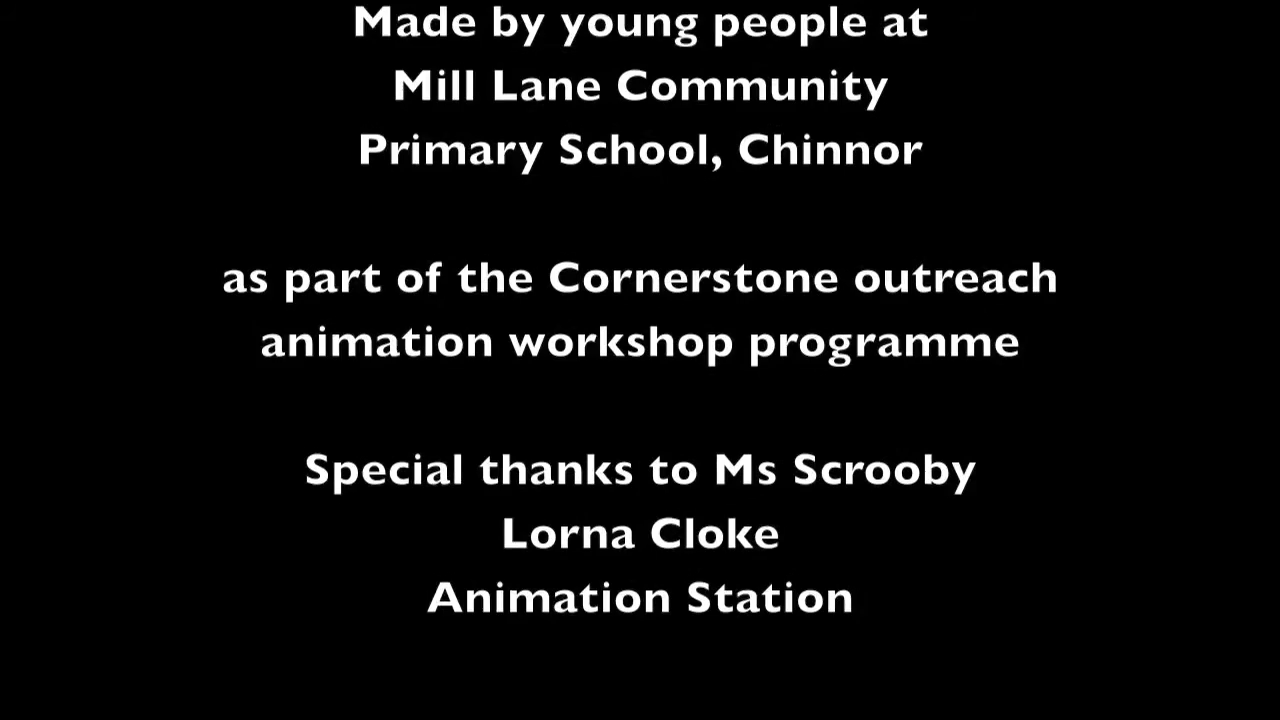 Made by young people at
Mill Lane Community
Primary School, Chinnor
as part of the Cornerstone outreach
animation workshop programme
Special thanks to Ms Scrooby
Lorna Cloke
Animation Station